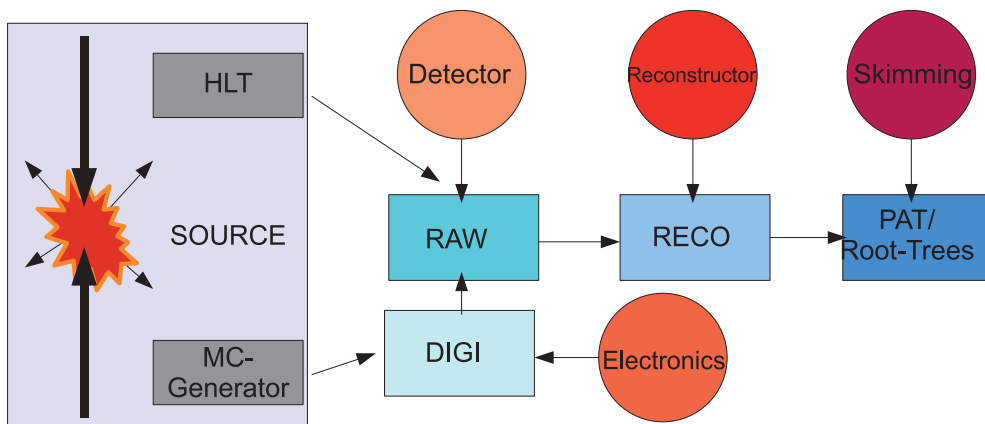 HLT
SOURCE
MC-
Generator
Detector
Reconstructor
Skimming
RAW
RECO
PAT/
Root-Trees
DIGI
Electronics